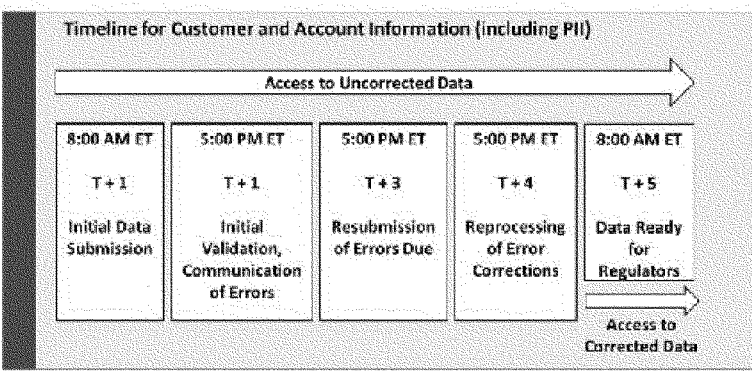 Timeline for Customer and Account Information (including PII)
Access to Uncorrected Data
8:00 AM ET
T + 1
Initial Data
Submission
5:00 PM ET
T + 1
Initial
Validation,
Communication
of Errors
5:00 PM ET
T + 3
Resubmission
of Errors Due
5:00 PM ET
T + 4
Reprocessing
of Error
Corrections
8:00 AM ET
T + 5
Data Ready
for
Regulators
Access to
Corrected Data